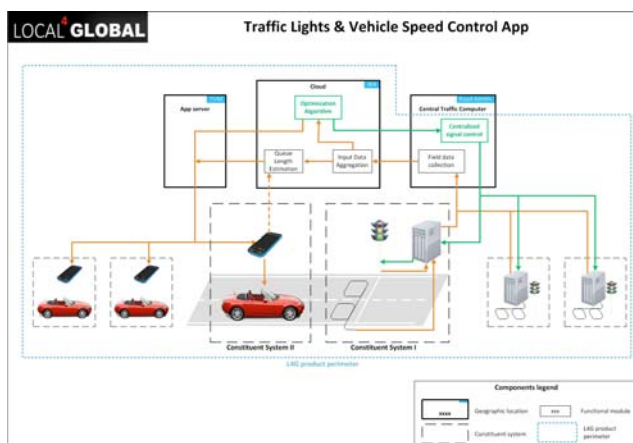 LOCAL4GLOBAL
Traffic Lights & Vehicle Speed Control App
App server
Cloud
Central Traffic Computer
Optimization
Algorithm
Centralized
signal control
Queue
Length
Estimation
Input Data
Aggregation
Field data
collection
Constituent System II
Constituent System I
L4G product perimeter
Components legend
xxxx
Geographic location
xxx
Functional module
Constituent system
L4G product
perimeter